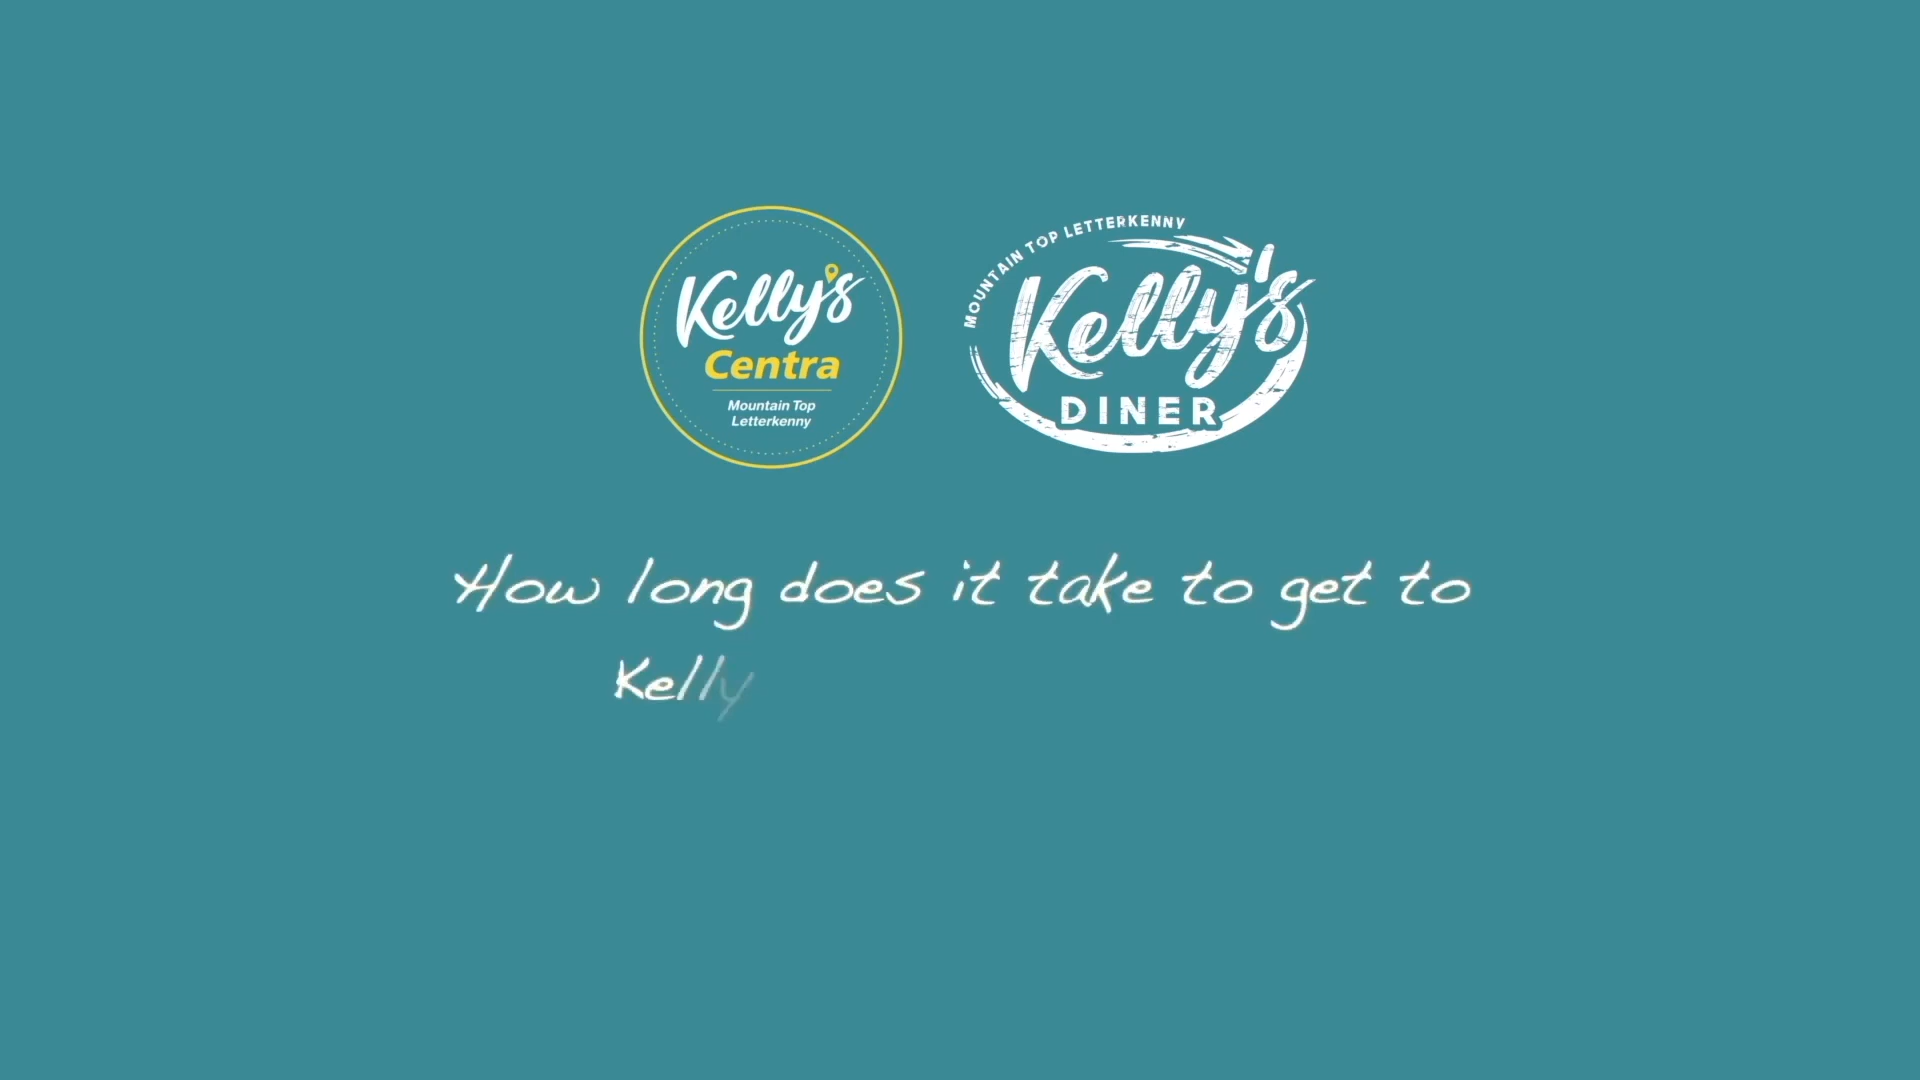 Kelly's
Centra
Mountain Top
Letterkenny
MOUNTAIN TOP LETTERKENNY
Kelly's
DINER
How long does it take to get to
Kelly